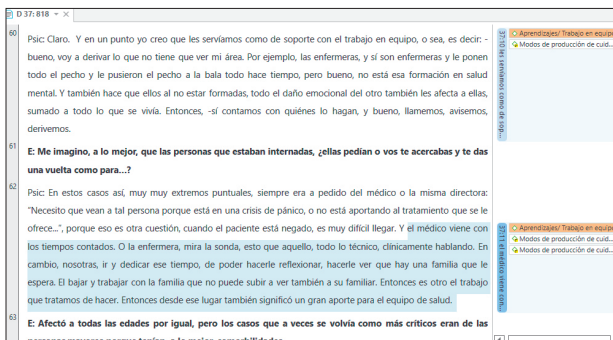 D 37: 818
60
Psic: Claro. Y en un punto yo creo que les servíamos como de soporte con el trabajo en equipo, o sea, es decir: -
bueno, voy a derivar lo que no tiene que ver mi área. Por ejemplo, las enfermeras, y sí son enfermeras y le ponen
todo el pecho y le pusieron el pecho a la bala todo hace tiempo, pero bueno, no está esa formación en salud
mental. Y también hace que ellos al no estar formadas, todo el daño emocional del otro también les afecta a ellas,
sumado a todo lo que se vivía. Entonces, -sí contamos con quiénes lo hagan, y bueno, llamemos, avisemos,
derivemos.
37:10 les servíamos como de sop...
Aprendizajes/ Trabajo en equipo
Modos de producción de cuid...
61
E: Me imagino, a lo mejor, que las personas que estaban internadas, ¿ellas pedían o vos te acercabas y te das
una vuelta como para...?
62
Psic: En estos casos así, muy muy extremos puntuales, siempre era a pedido del médico o la misma directora:
"Necesito que vean a tal persona porque está en una crisis de pánico, o no está aportando al tratamiento que se le
ofrece...", porque eso es otra cuestión, cuando el paciente está negado, es muy difícil llegar. Y el médico viene con
los tiempos contados. O la enfermera, mira la sonda, esto que aquello, todo lo técnico, clínicamente hablando. En
cambio, nosotras, ir y dedicar ese tiempo, de poder hacerle reflexionar, hacerle ver que hay una familia que le
espera. El bajar y trabajar con la familia que no puede subir a ver también a su familiar. Entonces es otro el trabajo
que tratamos de hacer. Entonces desde ese lugar también significó un gran aporte para el equipo de salud.
37:11 el médico viene con...
Aprendizajes/ Trabajo en equipo
Modos de producción de cuid...
Modos de producción de cuid...
63
E: Afectó a todas las edades por igual, pero los casos que a veces se volvía como más críticos eran de las